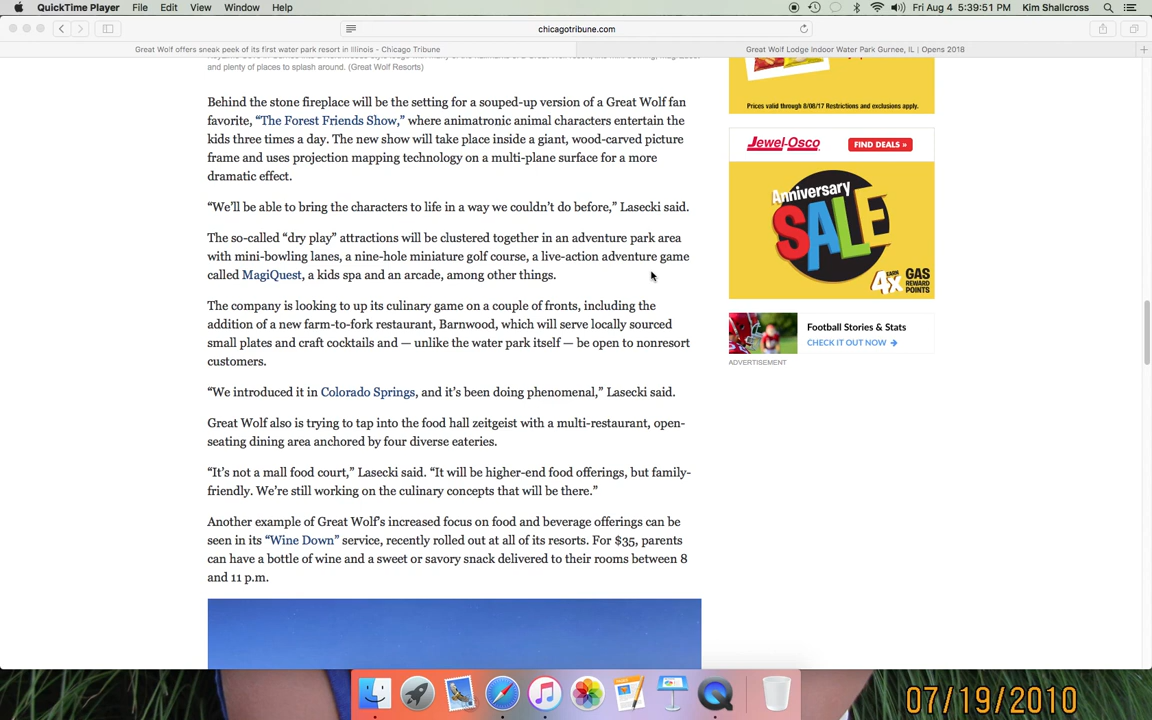 QuickTime Player File Edit View Window Help Fri Aug 4 5:39:51 PM Kim Shallcross
chicagotribune.com
Great Wolf offers sneak peek of its first water park resort in Illinois - Chicago Tribune
Great Wolf Lodge Indoor Water Park Gurnee, IL | Opens 2018
and plenty of places to splash around. (Great Wolf Resorts)
Behind the stone fireplace will be the setting for a souped-up version of a Great Wolf fan
favorite, “The Forest Friends Show,” where animatronic animal characters entertain the
kids three times a day. The new show will take place inside a giant, wood-carved picture
frame and uses projection mapping technology on a multi-plane surface for a more
dramatic effect.
“We’ll be able to bring the characters to life in a way we couldn’t do before,” Lasecki said.
The so-called “dry play” attractions will be clustered together in an adventure park area
with mini-bowling lanes, a nine-hole miniature golf course, a live-action adventure game
called MagiQuest, a kids spa and an arcade, among other things.
The company is looking to up its culinary game on a couple of fronts, including the
addition of a new farm-to-fork restaurant, Barnwood, which will serve locally sourced
small plates and craft cocktails and — unlike the water park itself — be open to nonresort
customers.
“We introduced it in Colorado Springs, and it’s been doing phenomenal,” Lasecki said.
Great Wolf also is trying to tap into the food hall zeitgeist with a multi-restaurant, open-
seating dining area anchored by four diverse eateries.
“It’s not a mall food court,” Lasecki said. “It will be higher-end food offerings, but family-
friendly. We’re still working on the culinary concepts that will be there.”
Another example of Great Wolf’s increased focus on food and beverage offerings can be
seen in its “Wine Down” service, recently rolled out at all of its resorts. For $35, parents
can have a bottle of wine and a sweet or savory snack delivered to their rooms between 8
and 11 p.m.
Prices valid through 8/08/17 Restrictions and exclusions apply.
Jewel-Osco FIND DEALS »
Anniversary
SALE
EARN
4X GAS
REWARD
POINTS
Football Stories & Stats
CHECK IT OUT NOW
ADVERTISEMENT
07/19/2010